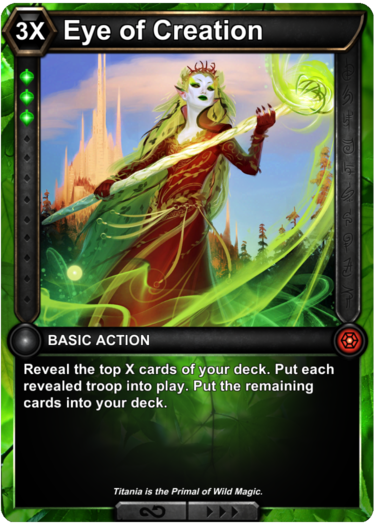 3X Eye of Creation
BASIC ACTION
Reveal the top X cards of your deck. Put each
revealed troop into play. Put the remaining
cards into your deck.
Titania is the Primal of Wild Magic.